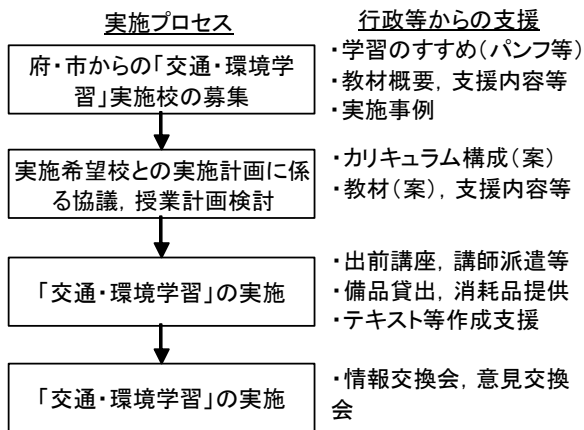 実施プロセス
行政等からの支援
府・市からの「交通・環境学
習」実施校の募集
・学習のすすめ(パンフ等)
・教材概要，支援内容等
・実施事例
実施希望校との実施計画に係
る協議，授業計画検討
・カリキュラム構成(案)
・教材(案)，支援内容等
「交通・環境学習」の実施
・出前講座，講師派遣等
・備品貸出，消耗品提供
・テキスト等作成支援
「交通・環境学習」の実施
・情報交換会，意見交換
会